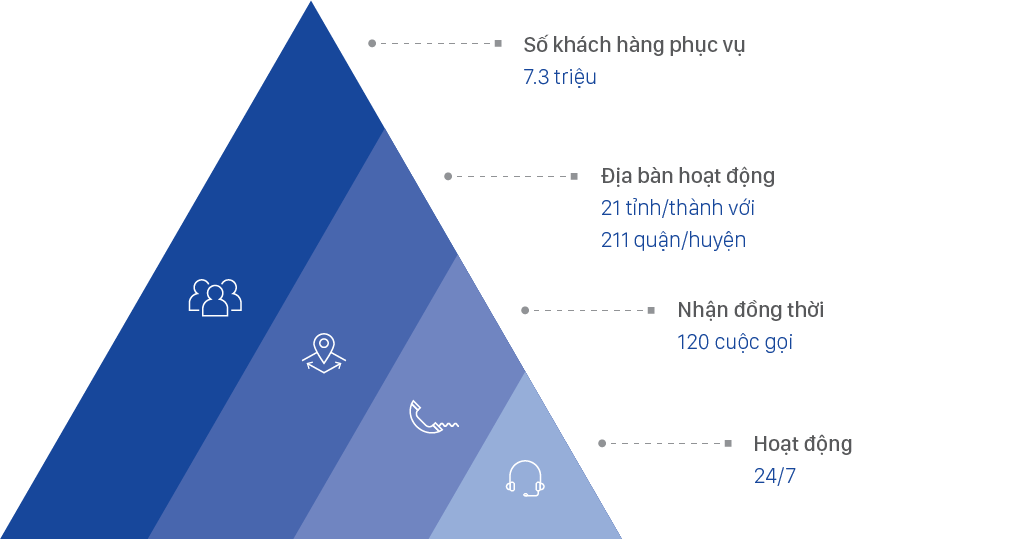 Số khách hàng phục vụ
7.3 triệu
Địa bàn hoạt động
21 tỉnh/thành với
211 quận/huyện
Nhận đồng thời
120 cuộc gọi
Hoạt động
24/7